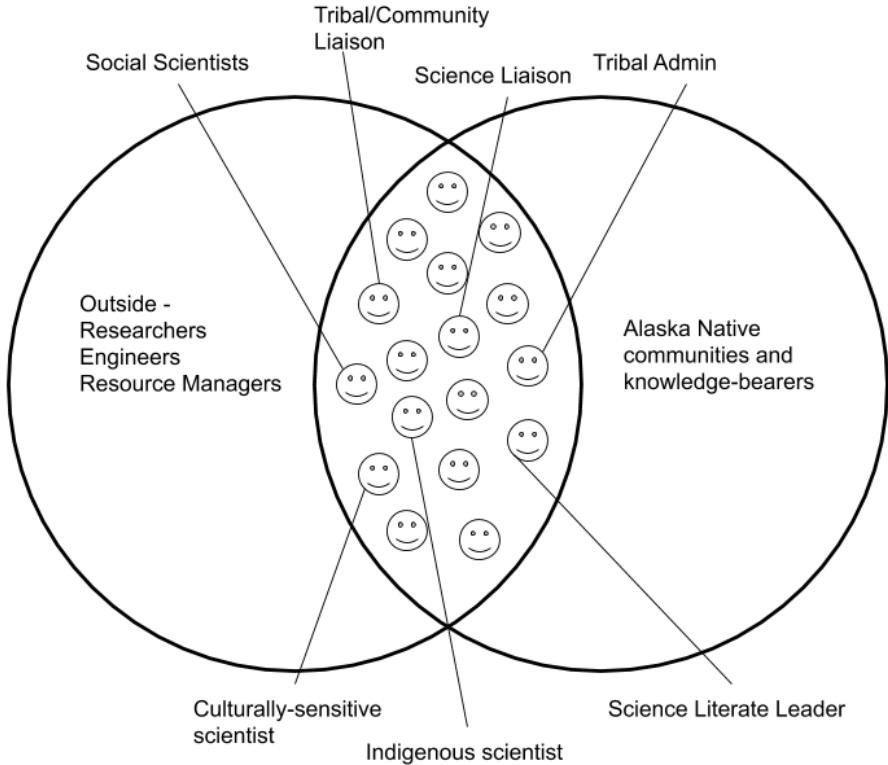 Tribal/Community
Liaison
Social Scientists
Science Liaison
Tribal Admin
Outside -
Researchers
Engineers
Resource Managers
Alaska Native
communities and
knowledge-bearers
Culturally-sensitive
scientist
Indigenous scientist
Science Literate Leader